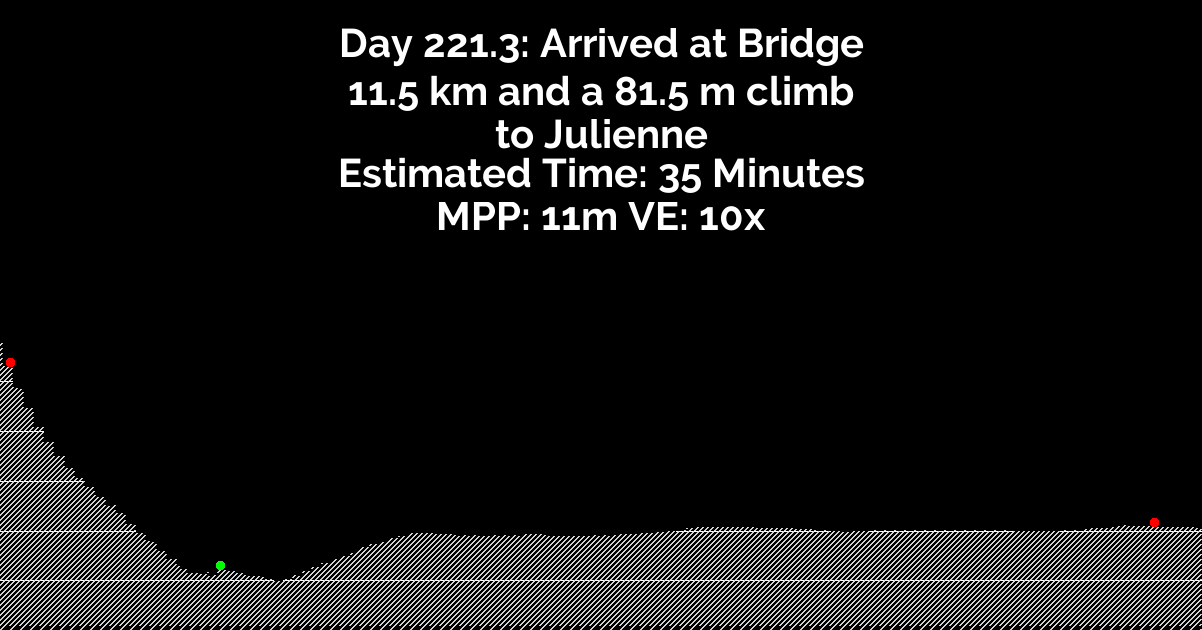 Day 221.3: Arrived at Bridge
11.5 km and a 81.5 m climb
to Julienne
Estimated Time: 35 Minutes
MPP: 11m VE: 10x